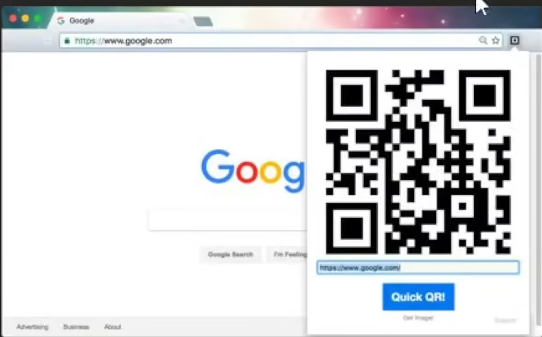 Google
https://www.google.com
Goog
Google Search
I'm Feeling
https://www.google.com/
Quick QR!
Get Image!
Advertising
Business
About